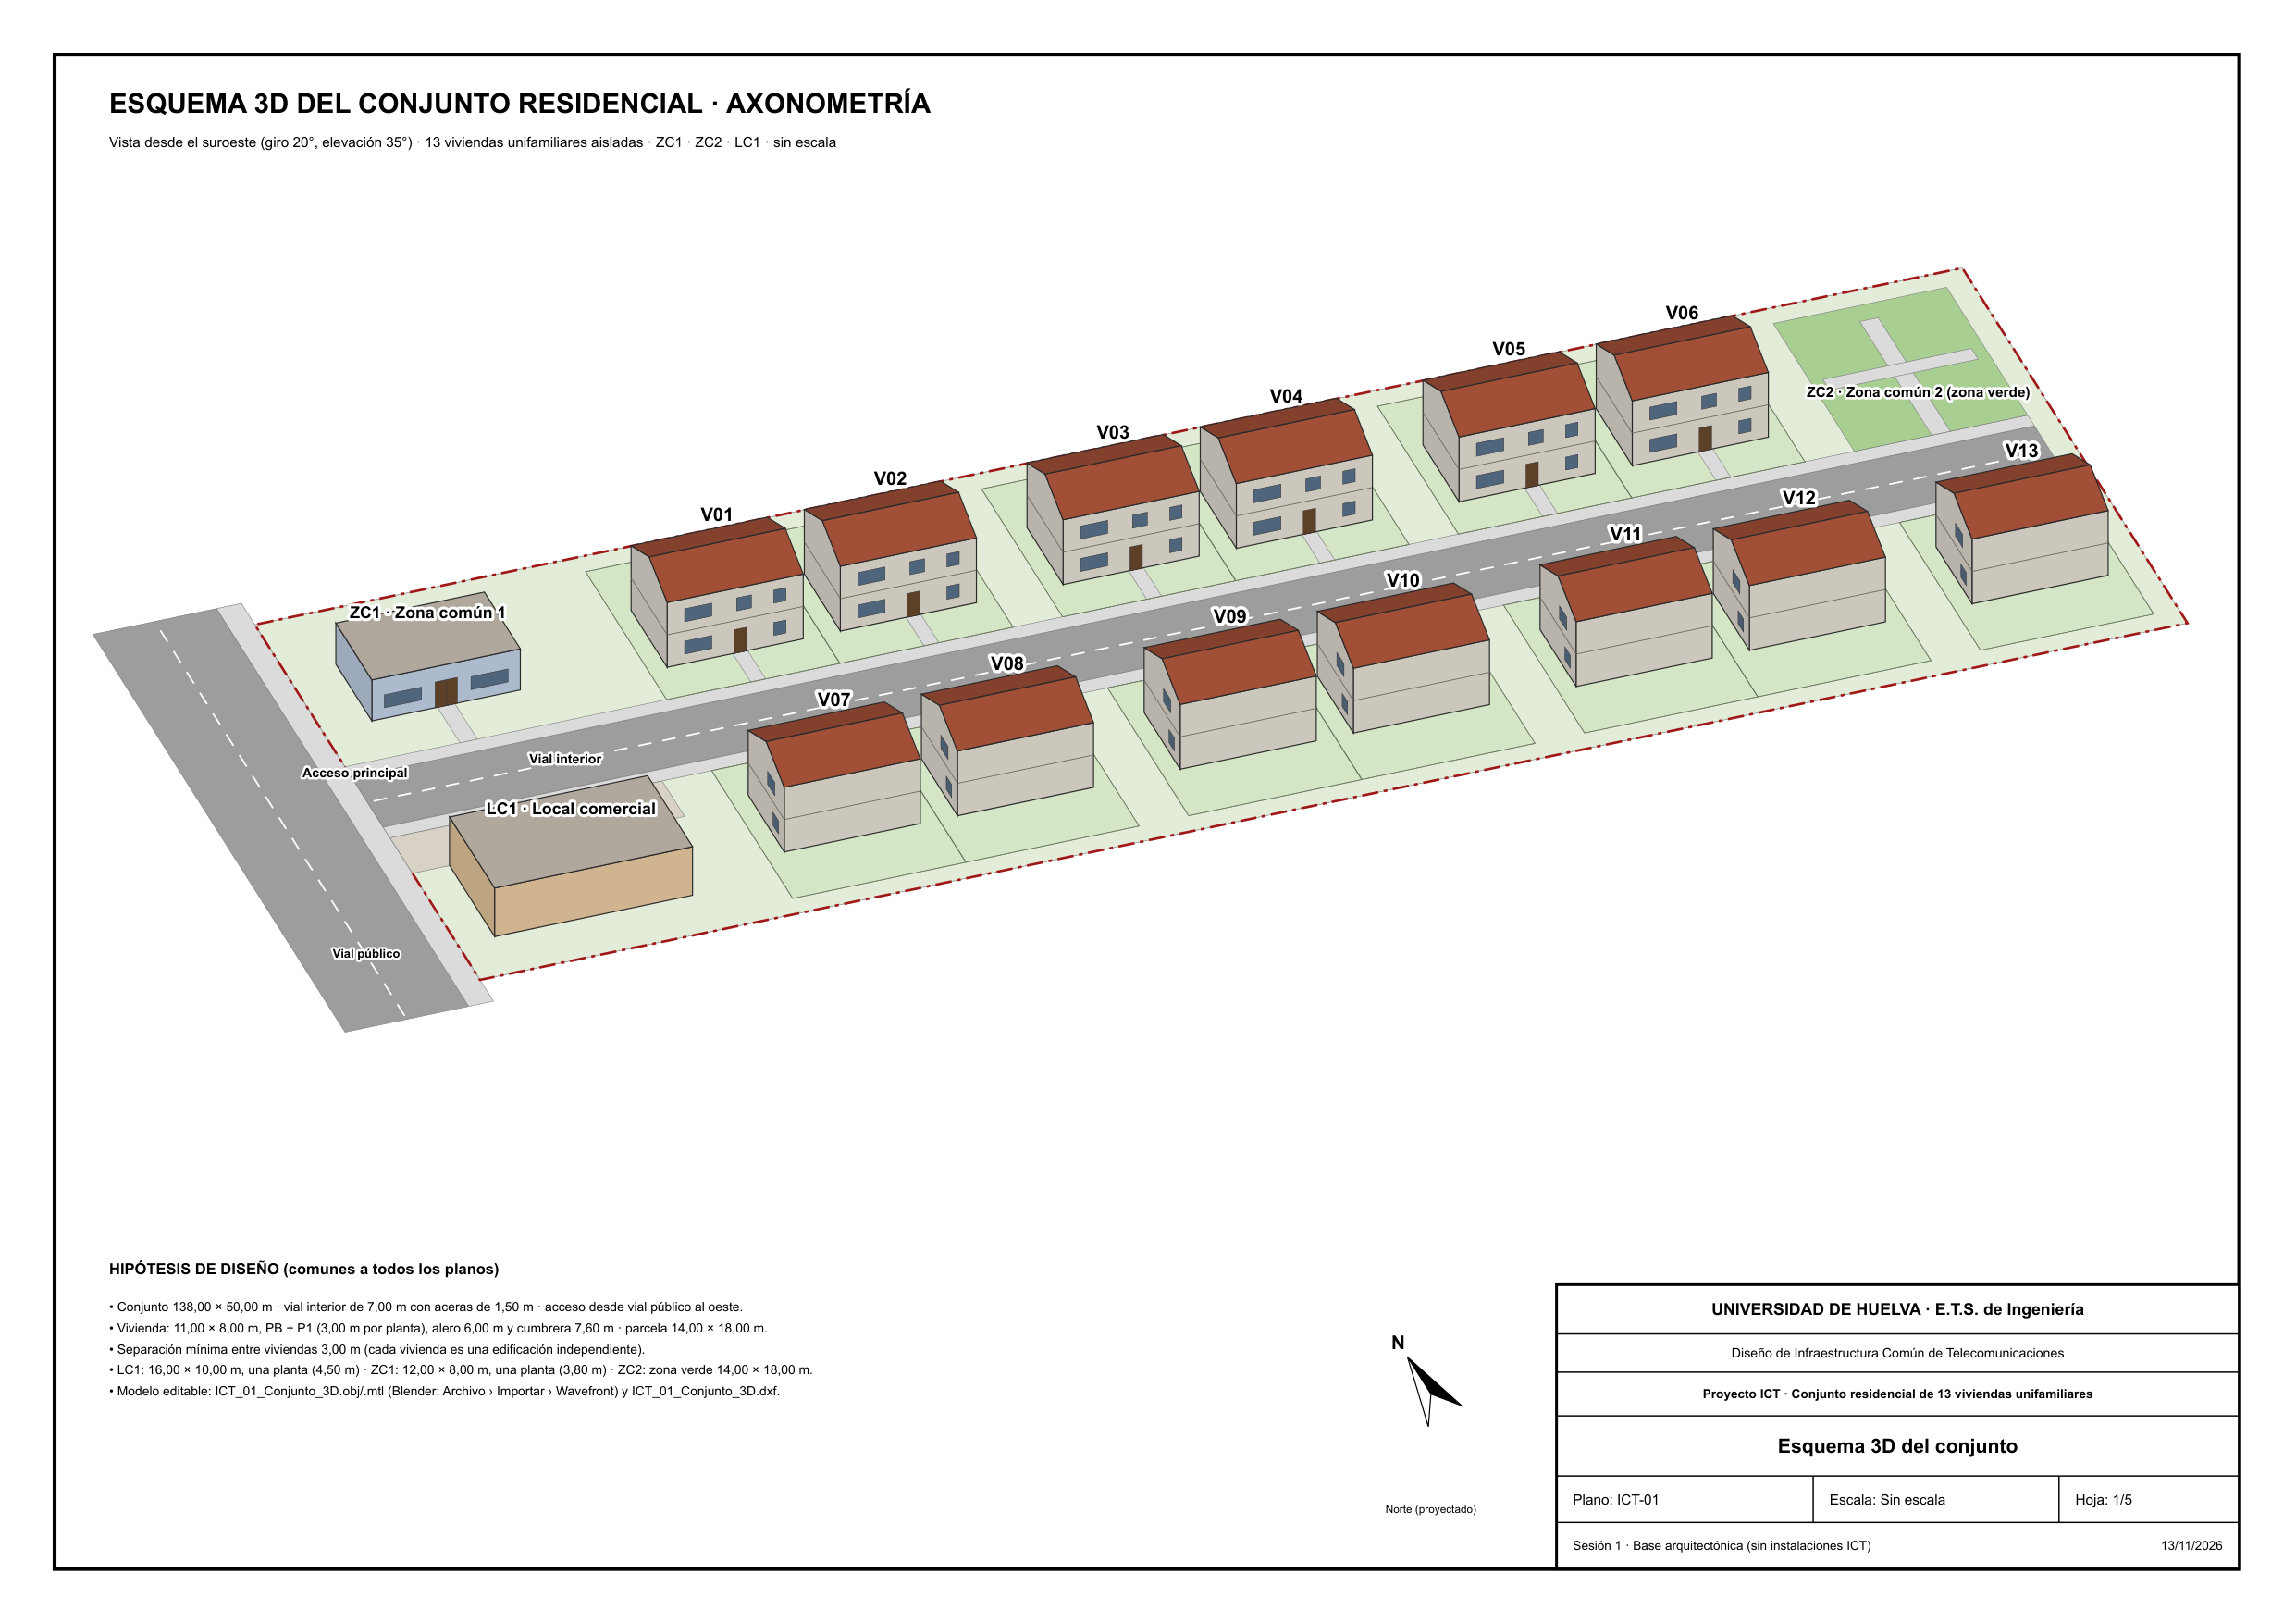 ESQUEMA 3D DEL CONJUNTO RESIDENCIAL · AXONOMETRÍA
Vista desde el suroeste (giro 20°, elevación 35°) · 13 viviendas unifamiliares aisladas · ZC1 · ZC2 · LC1 · sin escala
V06
V05
V04
ZC2 · Zona común 2 (zona verde)
V03
V13
V02
V12
V01
V11
V10
ZC1 · Zona común 1
V09
V08
V07
Vial interior
Acceso principal
LC1 · Local comercial
Vial público
HIPÓTESIS DE DISEÑO (comunes a todos los planos)
• Conjunto 138,00 × 50,00 m · vial interior de 7,00 m con aceras de 1,50 m · acceso desde vial público al oeste.
• Vivienda: 11,00 × 8,00 m, PB + P1 (3,00 m por planta), alero 6,00 m y cumbrera 7,60 m · parcela 14,00 × 18,00 m.
• Separación mínima entre viviendas 3,00 m (cada vivienda es una edificación independiente).
• LC1: 16,00 × 10,00 m, una planta (4,50 m) · ZC1: 12,00 × 8,00 m, una planta (3,80 m) · ZC2: zona verde 14,00 × 18,00 m.
• Modelo editable: ICT_01_Conjunto_3D.obj/.mtl (Blender: Archivo › Importar › Wavefront) y ICT_01_Conjunto_3D.dxf.
N
Norte (proyectado)
UNIVERSIDAD DE HUELVA · E.T.S. de Ingeniería
Diseño de Infraestructura Común de Telecomunicaciones
Proyecto ICT · Conjunto residencial de 13 viviendas unifamiliares
Esquema 3D del conjunto
Plano: ICT-01
Escala: Sin escala
Hoja: 1/5
Sesión 1 · Base arquitectónica (sin instalaciones ICT)
13/11/2026